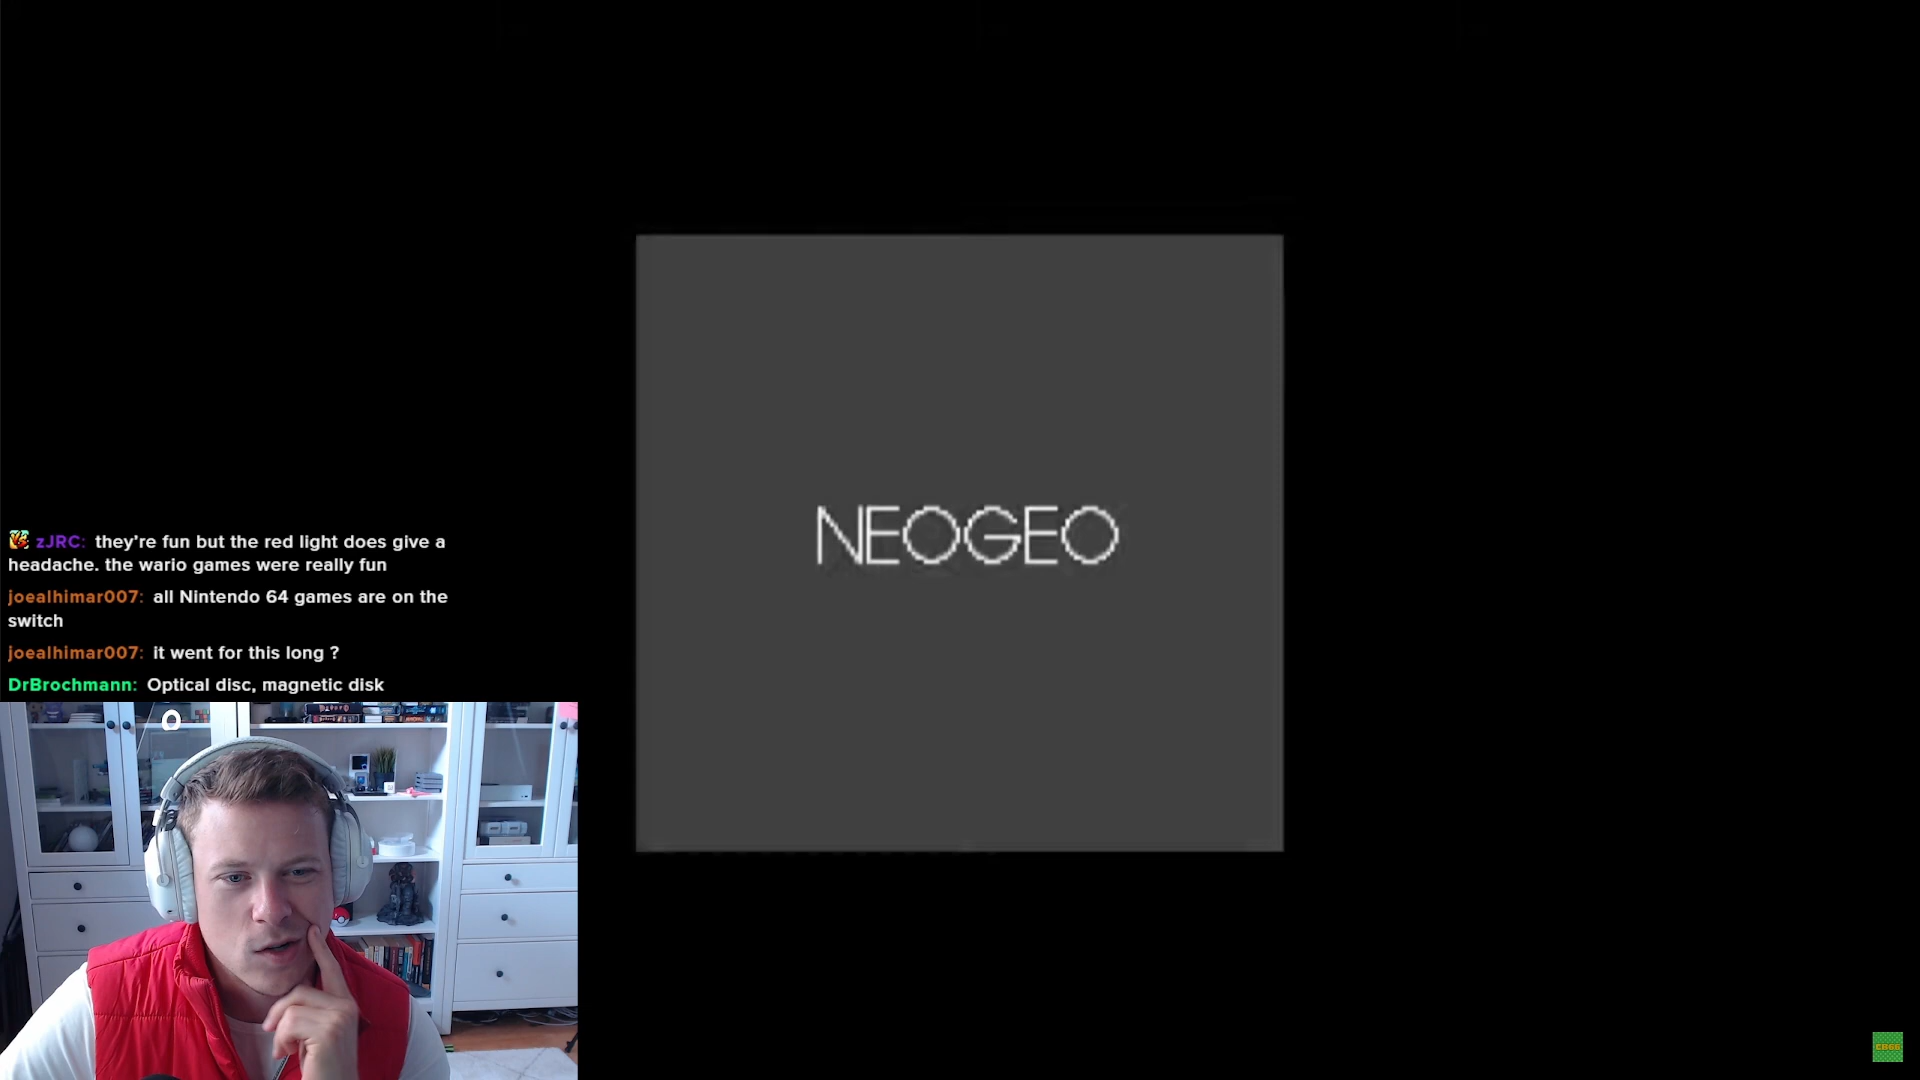 NEOGEO
zJRC: they're fun but the red light does give a
headache. the wario games were really fun
joealhimar007: all Nintendo 64 games are on the
switch
joealhimar007: it went for this long ?
DrBrochmann: Optical disc, magnetic disk